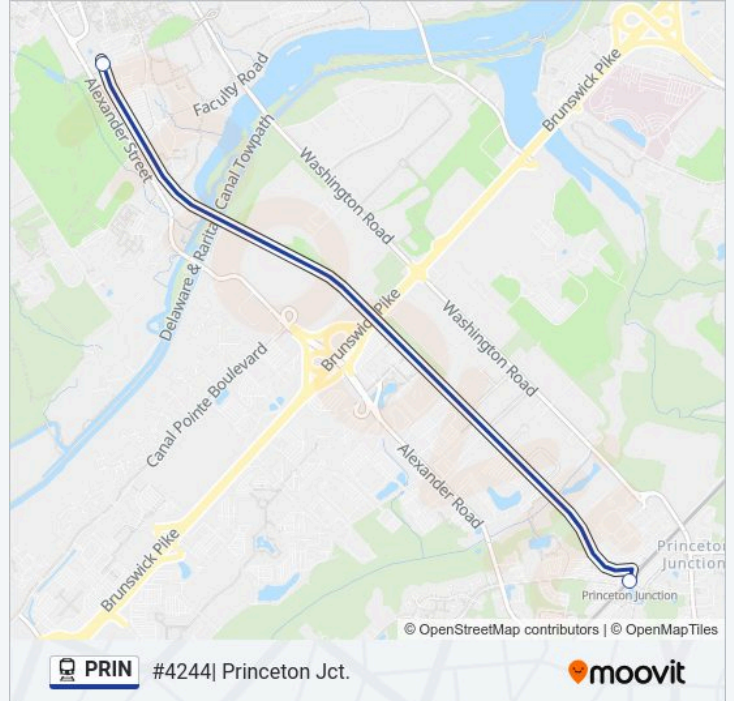 Faculty Road
Alexander Street
Brunswick Pike
Washington Road
Delaware & Raritan Canal Towpath
Brunswick Pike
Washington Road
Canal Pointe Boulevard
Alexander Road
Brunswick Pike
Princeton
Junction
Princeton Junction
© OpenStreetMap contributors | © OpenMapTiles
PRIN #4244| Princeton Jct.
moovit